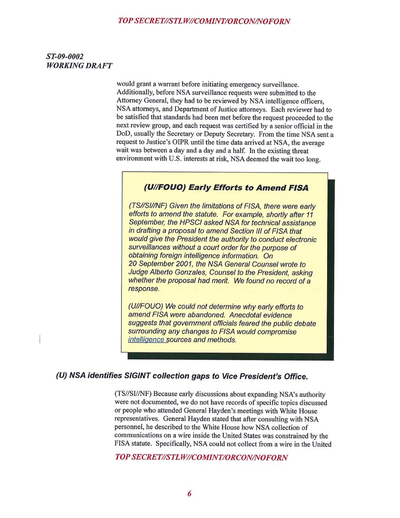 TOP SECRET//STLW//COMINT/ORCON/NOFORN
ST-09-0002
WORKING DRAFT
would grant a warrant before initiating emergency surveillance.
Additionally, before NSA surveillance requests were submitted to the
Attorney General, they had to be reviewed by NSA intelligence officers,
NSA attorneys, and Department of Justice attorneys. Each reviewer had to
be satisfied that standards had been met before the request proceeded to the
next review group, and each request was certified by a senior official in the
DoD, usually the Secretary or Deputy Secretary. From the time NSA sent a
request to Justice's OIPR until the time data arrived at NSA, the average
wait was between a day and a day and a half. In the existing threat
environment with U.S. interests at risk, NSA deemed the wait too long.
(U//FOUO) Early Efforts to Amend FISA
(TS//SI//NF) Given the limitations of FISA, there were early
efforts to amend the statute. For example, shortly after 11
September, the HPSCI asked NSA for technical assistance
in drafting a proposal to amend Section III of FISA that
would give the President the authority to conduct electronic
surveillances without a court order for the purpose of
obtaining foreign intelligence information. On
20 September 2001, the NSA General Counsel wrote to
Judge Alberto Gonzales, Counsel to the President, asking
whether the proposal had merit. We found no record of a
response.
(U//FOUO) We could not determine why early efforts to
amend FISA were abandoned. Anecdotal evidence
suggests that government officials feared the public debate
surrounding any changes to FISA would compromise
intelligence sources and methods.
(U) NSA identifies SIGINT collection gaps to Vice President's Office.
(TS//SI//NF) Because early discussions about expanding NSA's authority
were not documented, we do not have records of specific topics discussed
or people who attended General Hayden's meetings with White House
representatives. General Hayden stated that after consulting with NSA
personnel, he described to the White House how NSA collection of
communications on a wire inside the United States was constrained by the
FISA statute. Specifically, NSA could not collect from a wire in the United
TOP SECRET//STLW//COMINT/ORCON/NOFORN
6